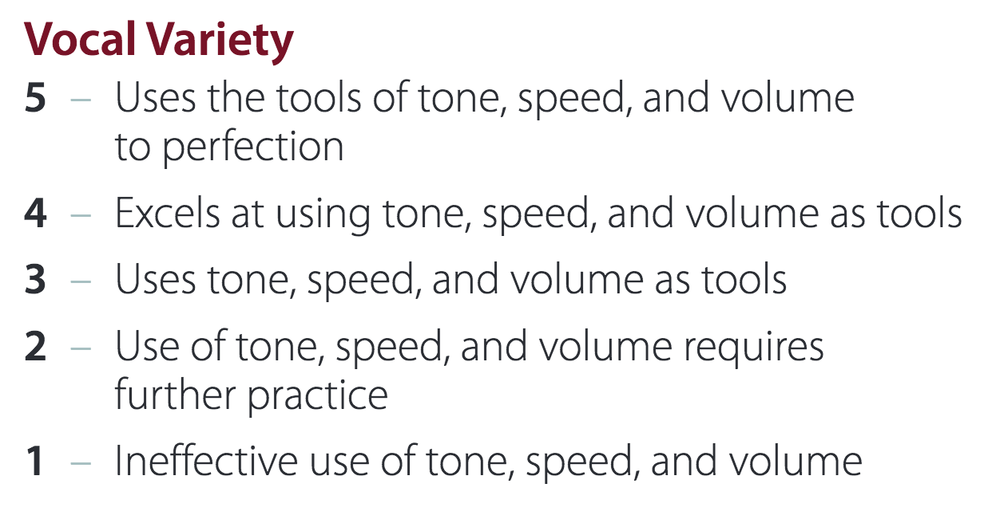 Vocal Variety
5 – Uses the tools of tone, speed, and volume
to perfection
4 – Excels at using tone, speed, and volume as tools
3 – Uses tone, speed, and volume as tools
2 – Use of tone, speed, and volume requires
further practice
1 – Ineffective use of tone, speed, and volume